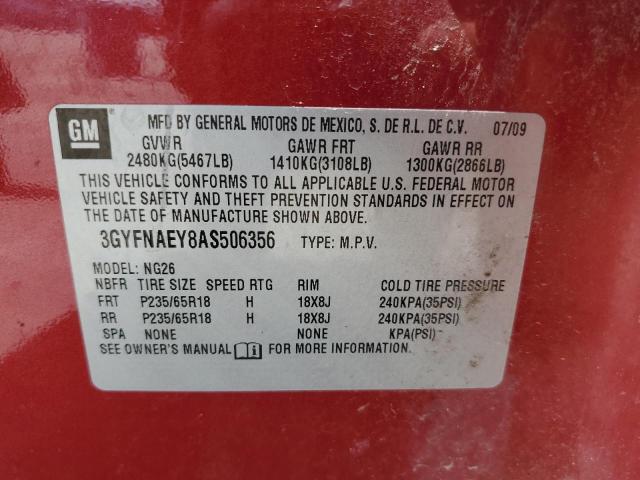 GM MFD BY GENERAL MOTORS DE MEXICO, S. DE R.L. DE C.V. 07/09
GVWR GAWR FRT GAWR RR
2480KG(5467LB) 1410KG(3108LB) 1300KG(2866LB)
THIS VEHICLE CONFORMS TO ALL APPLICABLE U.S. FEDERAL MOTOR
VEHICLE SAFETY AND THEFT PREVENTION STANDARDS IN EFFECT ON
THE DATE OF MANUFACTURE SHOWN ABOVE.
3GYFNAEY8AS506356 TYPE: M.P.V.
MODEL: NG26
NBFR TIRE SIZE SPEED RTG RIM COLD TIRE PRESSURE
FRT P235/65R18 H 18X8J 240KPA(35PSI)
RR P235/65R18 H 18X8J 240KPA(35PSI)
SPA NONE NONE KPA(PSI)
SEE OWNER'S MANUAL FOR MORE INFORMATION.